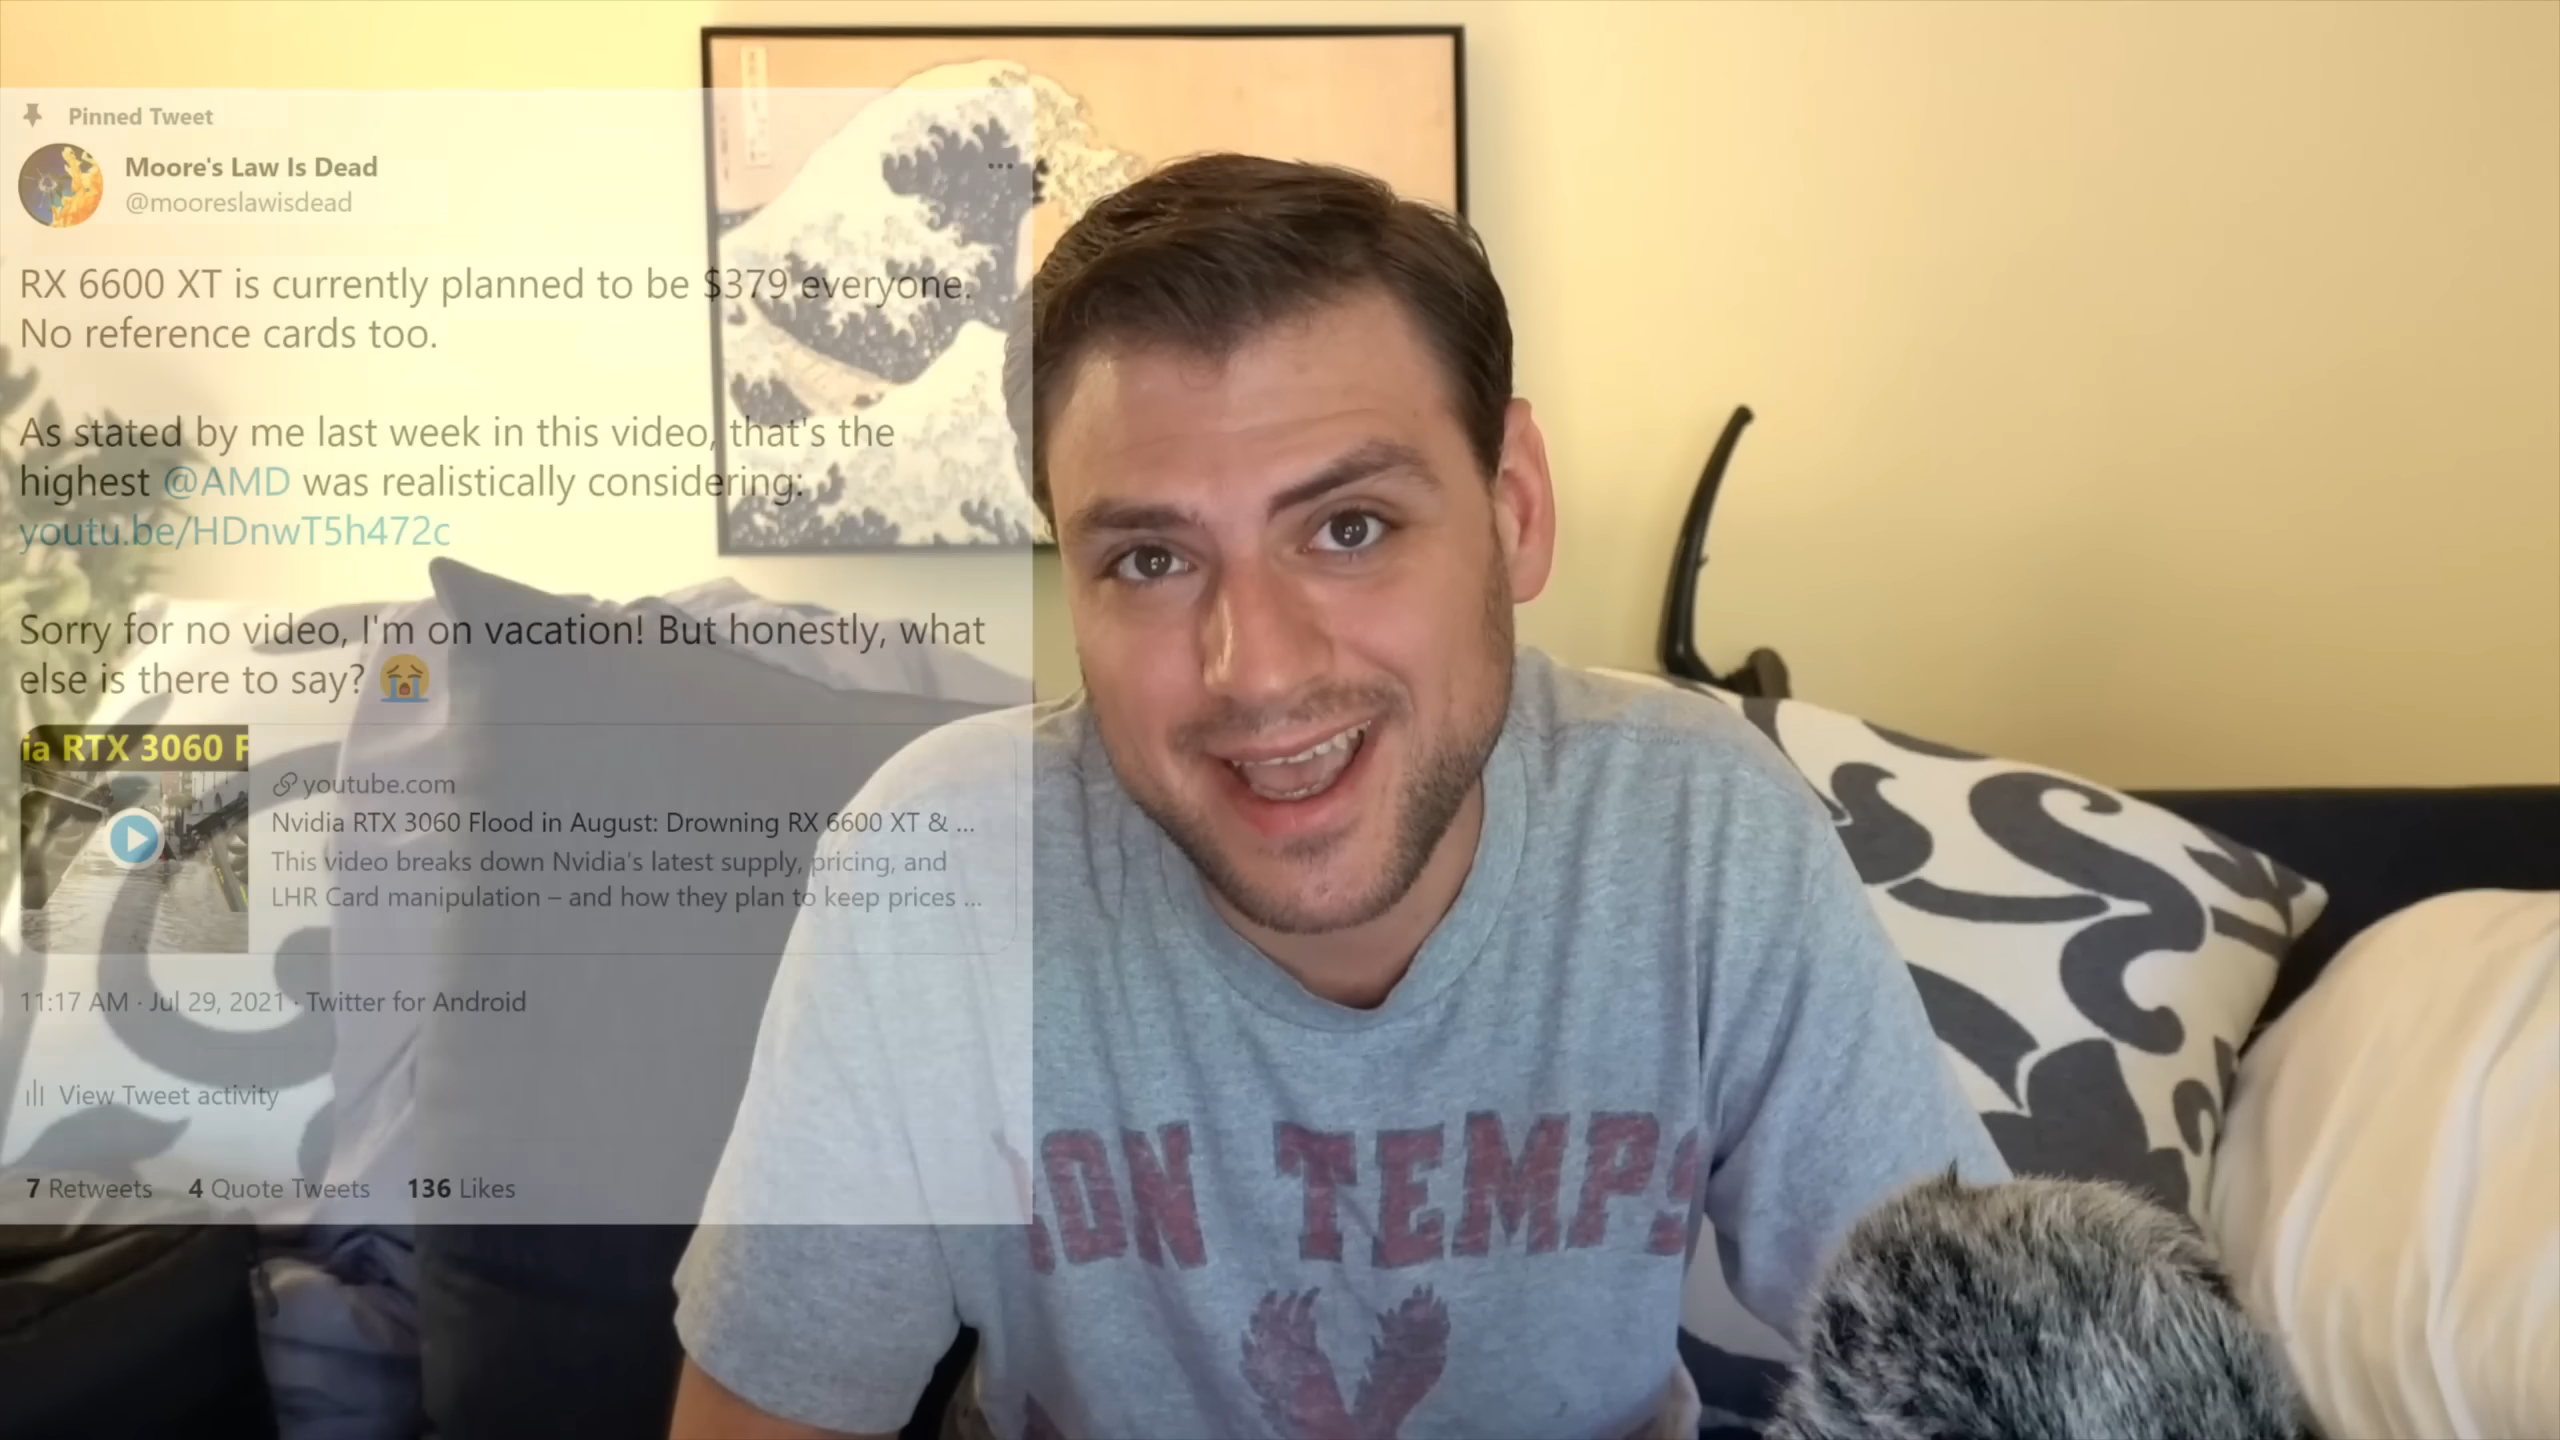 Pinned Tweet
Moore's Law Is Dead
@mooreslawisdead
RX 6600 XT is currently planned to be $379 everyone.
No reference cards too.
As stated by me last week in this video, that's the
highest @AMD was realistically considering:
youtu.be/HDnwT5h472c
Sorry for no video, I'm on vacation! But honestly, what
else is there to say? 😭
ia RTX 3060 F
youtube.com
Nvidia RTX 3060 Flood in August: Drowning RX 6600 XT & ...
This video breaks down Nvidia's latest supply, pricing, and
LHR Card manipulation – and how they plan to keep prices ...
11:17 AM · Jul 29, 2021 · Twitter for Android
View Tweet activity
7 Retweets 4 Quote Tweets 136 Likes
ON TEMPS